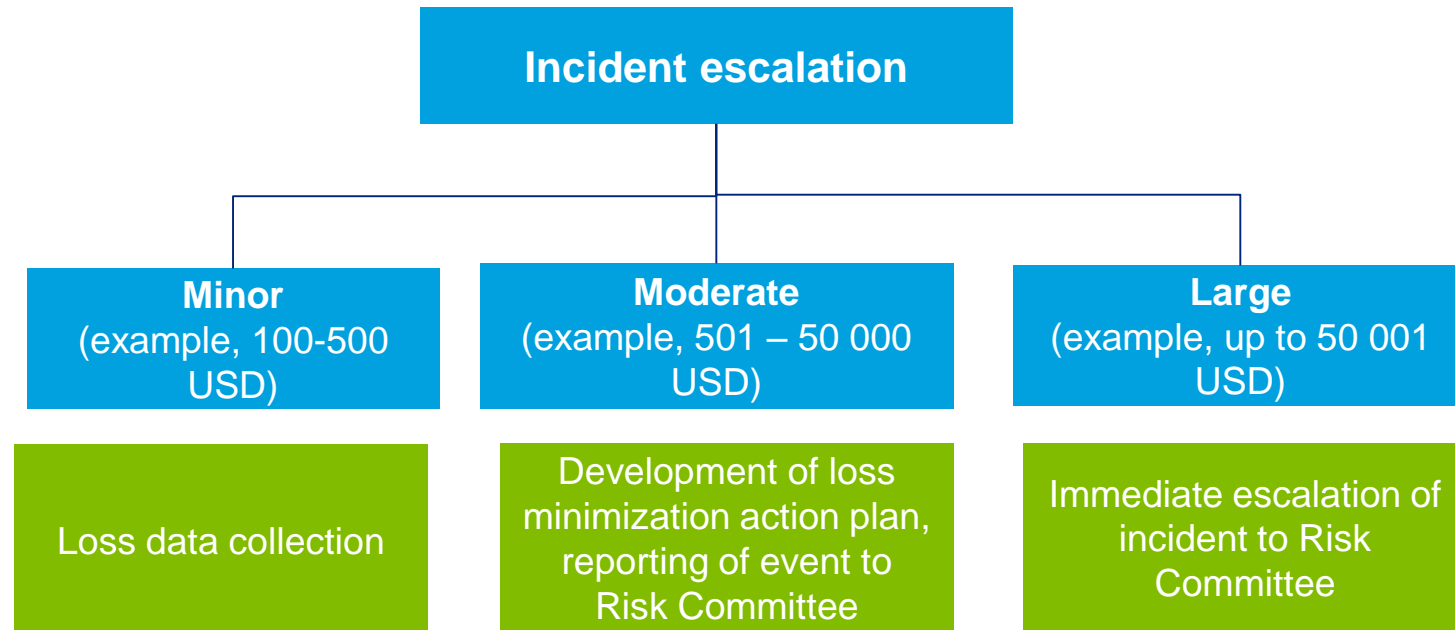 Incident escalation
Minor
(example, 100-500
USD)
Moderate
(example, 501 – 50 000
USD)
Large
(example, up to 50 001
USD)
Loss data collection
Development of loss
minimization action plan,
reporting of event to
Risk Committee
Immediate escalation of
incident to Risk
Committee